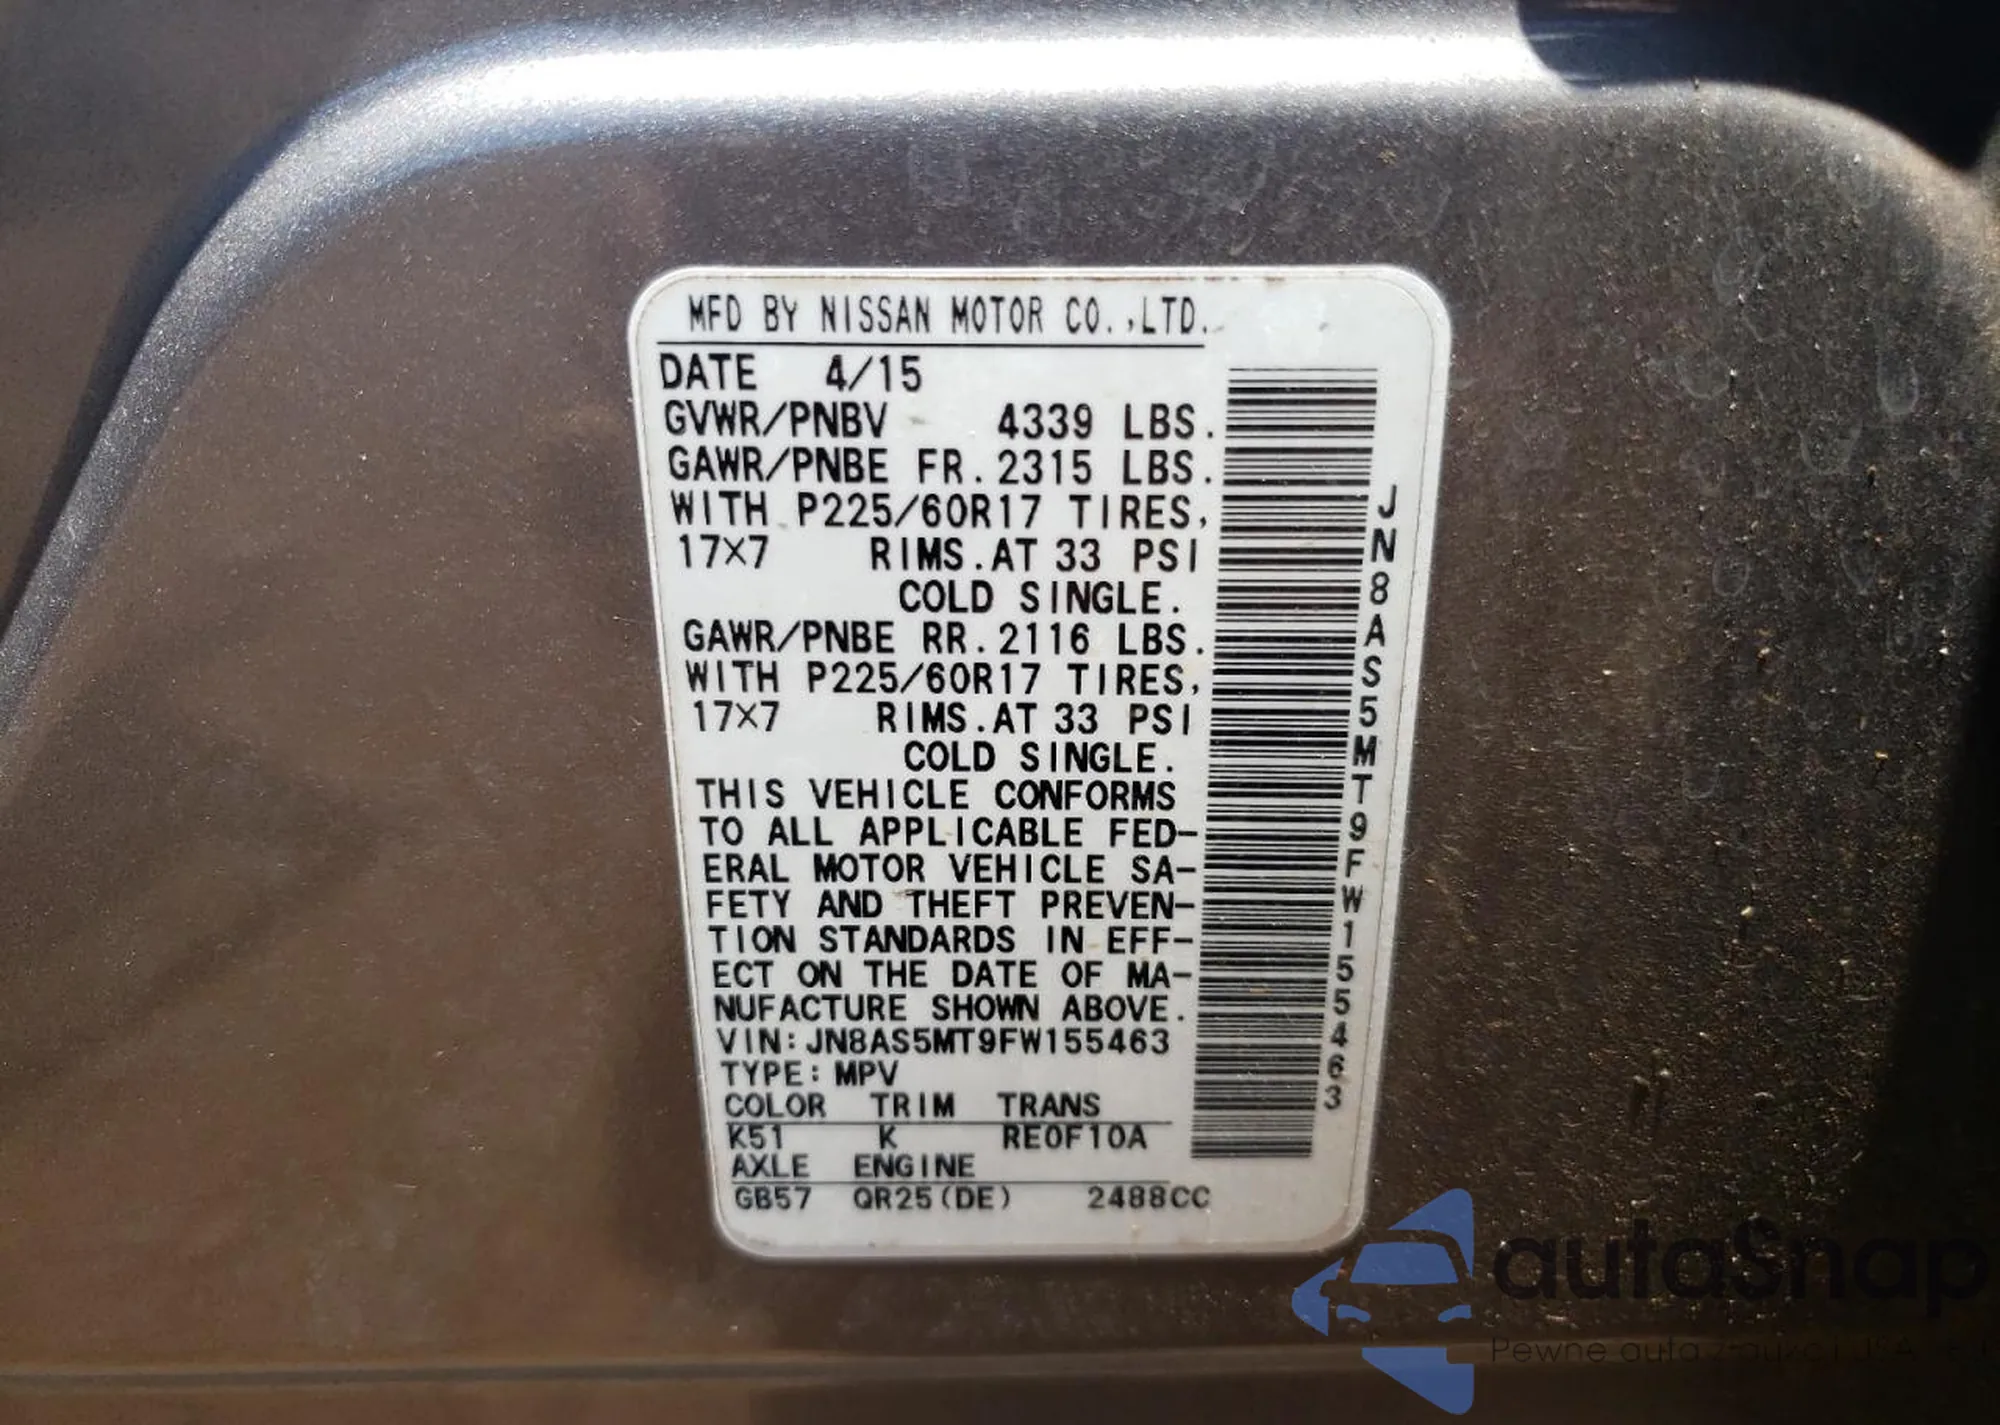 MFD BY NISSAN MOTOR CO.,LTD.
DATE 4/15
GVWR/PNBV 4339 LBS.
GAWR/PNBE FR.2315 LBS.
WITH P225/60R17 TIRES,
17×7 RIMS.AT 33 PSI
COLD SINGLE.
GAWR/PNBE RR.2116 LBS.
WITH P225/60R17 TIRES,
17×7 RIMS.AT 33 PSI
COLD SINGLE.
THIS VEHICLE CONFORMS
TO ALL APPLICABLE FED-
ERAL MOTOR VEHICLE SA-
FETY AND THEFT PREVEN-
TION STANDARDS IN EFF-
ECT ON THE DATE OF MA-
NUFACTURE SHOWN ABOVE.
VIN:JN8AS5MT9FW155463
TYPE:MPV
COLOR TRIM TRANS
K51 K RE0F10A
AXLE ENGINE
GB57 QR25(DE) 2488CC
JN8AS5MT9FW155463
autoSnap
Pewne auta z aukcji